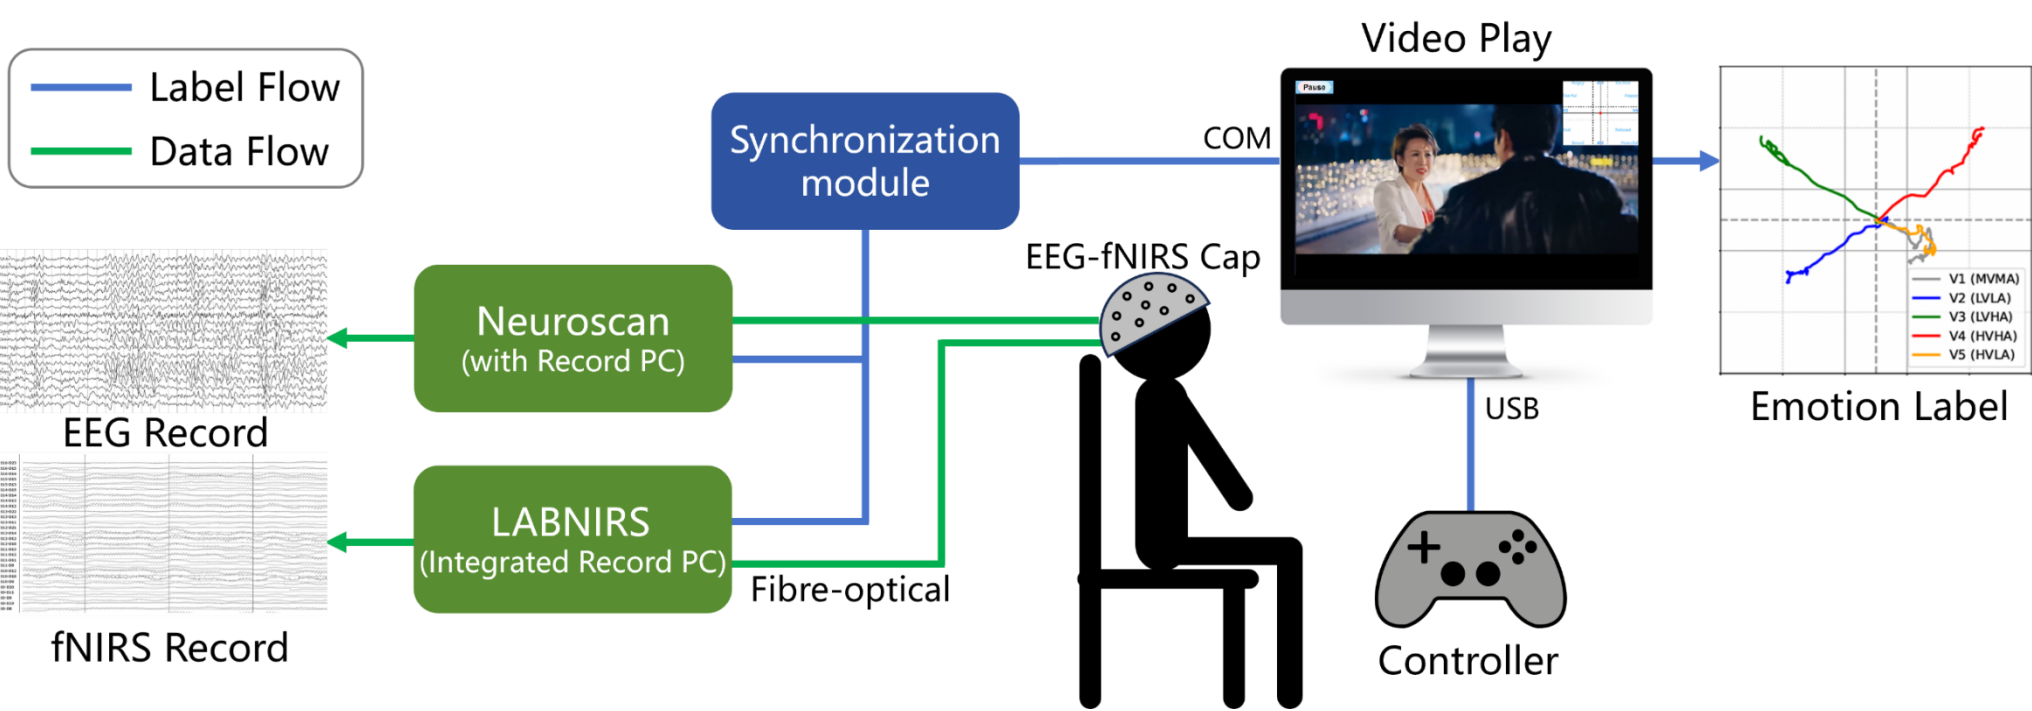 Label Flow
Data Flow
Synchronization
module
COM
Video Play
Pause
EEG-fNIRS Cap
Neuroscan
(with Record PC)
EEG Record
LABNIRS
(Integrated Record PC)
Fibre-optical
fNIRS Record
USB
Controller
V1 (MVMA)
V2 (LVLA)
V3 (LVHA)
V4 (HVHA)
V5 (HVLA)
Emotion Label